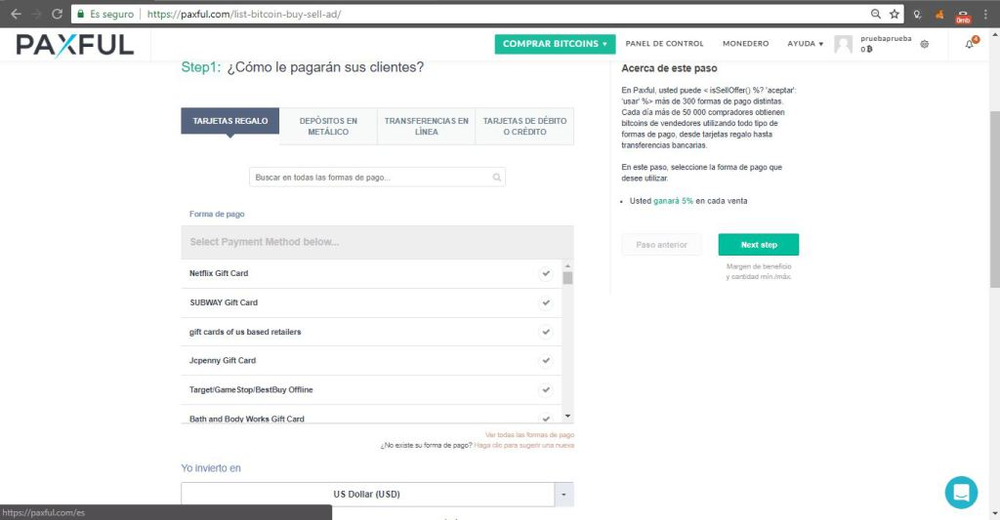 Es seguro | https://paxful.com/list-bitcoin-buy-sell-ad/
0mb
PAXFUL
COMPRAR BITCOINS
PANEL DE CONTROL
MONEDERO
AYUDA
pruebaprueba
0
4
Step1: ¿Cómo le pagarán sus clientes?
TARJETAS REGALO
DEPÓSITOS EN
METÁLICO
TRANSFERENCIAS EN
LÍNEA
TARJETAS DE DÉBITO
O CRÉDITO
Buscar en todas las formas de pago...
Forma de pago
Select Payment Method below...
Netflix Gift Card
SUBWAY Gift Card
gift cards of us based retailers
Jcpenny Gift Card
Target/GameStop/BestBuy Offline
Bath and Body Works Gift Card
Ver todas las formas de pago
¿No existe su forma de pago? Haga clic para sugerir una nueva
Yo invierto en
US Dollar (USD)
Acerca de este paso
En Paxful, usted puede < isSellOffer() %? 'aceptar':
'usar' %> más de 300 formas de pago distintas.
Cada día más de 50 000 compradores obtienen
bitcoins de vendedores utilizando todo tipo de
formas de pago, desde tarjetas regalo hasta
transferencias bancarias.
En este paso, seleccione la forma de pago que
desee utilizar.
Usted ganará 5% en cada venta
Paso anterior
Next step
Margen de beneficio
y cantidad mín./máx.
https://paxful.com/es